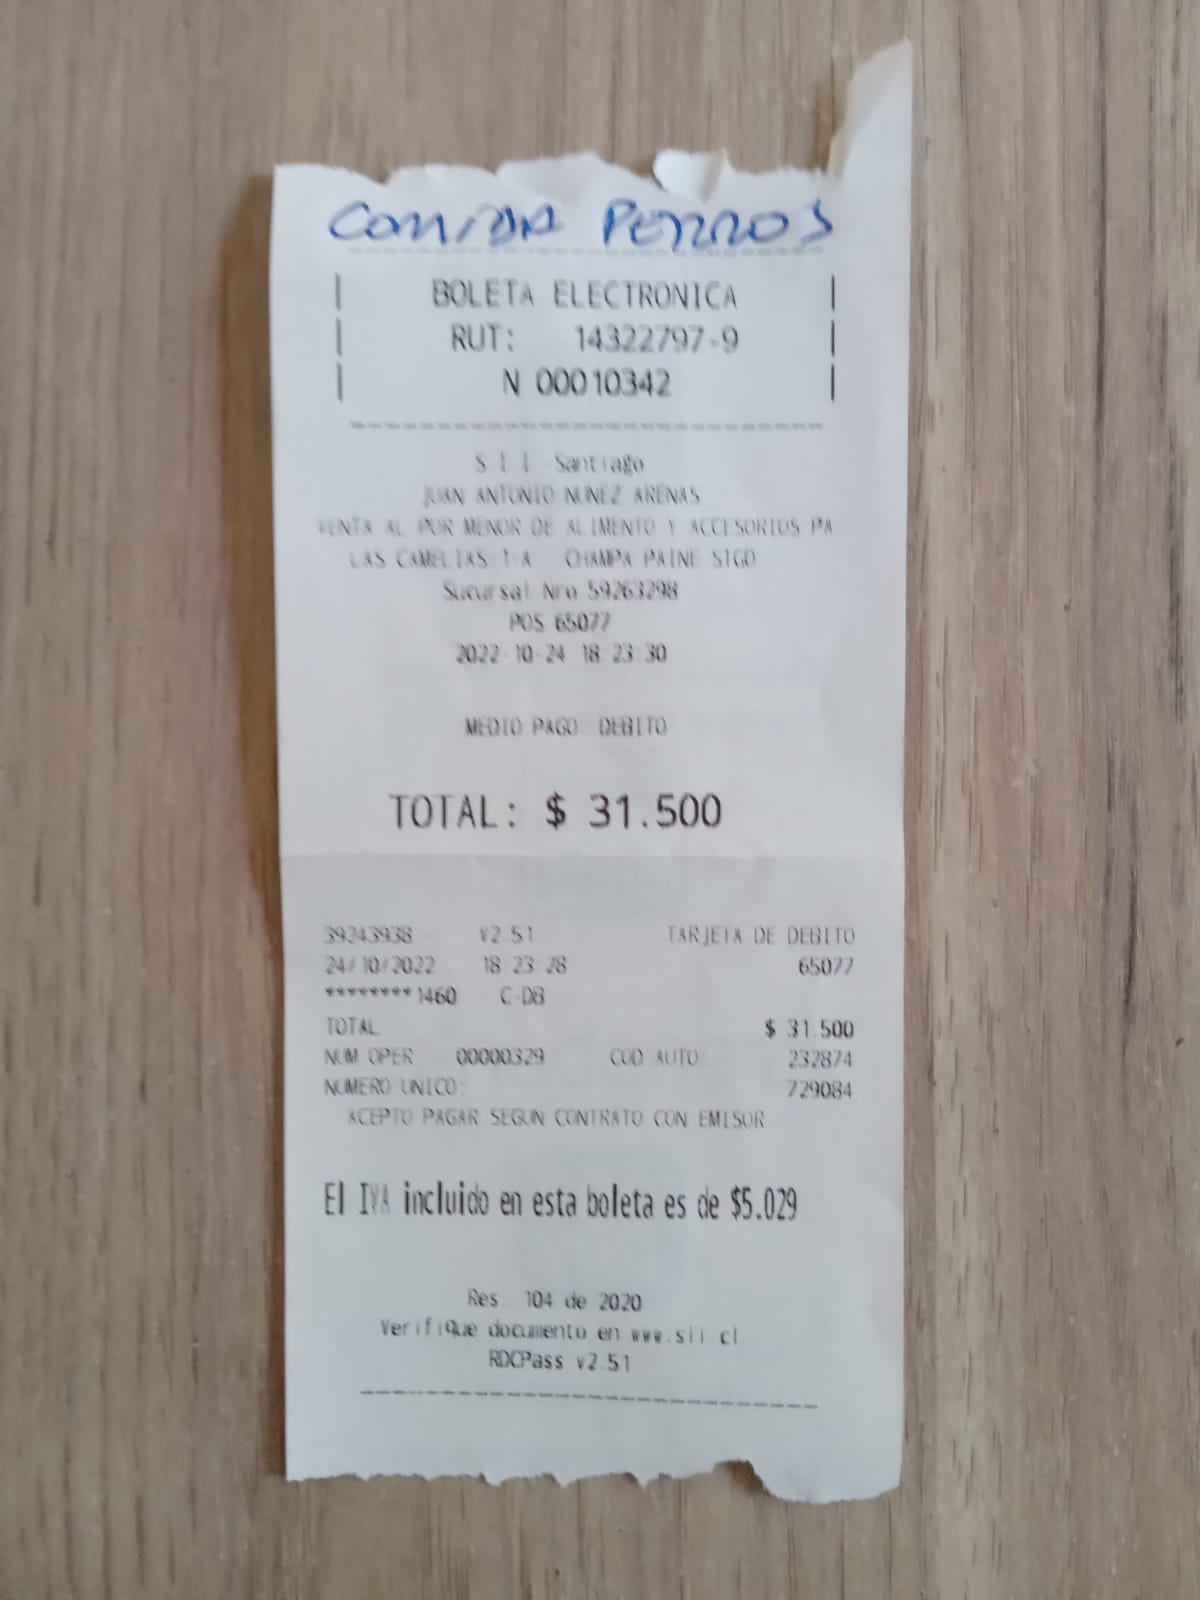 COMIDA PERROS
BOLETA ELECTRONICA
RUT: 14322797-9
N 00010342
S I I Santiago
JUAN ANTONIO NUNEZ ARENAS
VENTA AL POR MENOR DE ALIMENTO Y ACCESORIOS PA
LAS CAMELIAS 1-A CHAMPA PAINE STGO
Sucursal Nro 59263298
POS 65077
2022-10-24 18:23:30
MEDIO PAGO: DEBITO
TOTAL: $ 31.500
39243938 - v2.51 TARJETA DE DEBITO
24/10/2022 18:23:28 65077
********1460 C-DB
TOTAL $ 31.500
NUM OPER 00000329 COD AUTO: 232874
NUMERO UNICO: 729084
ACEPTO PAGAR SEGUN CONTRATO CON EMISOR
El IVA incluido en esta boleta es de $5.029
Res. 104 de 2020
Verifique documento en www.sii.cl
RDCPass v2.51